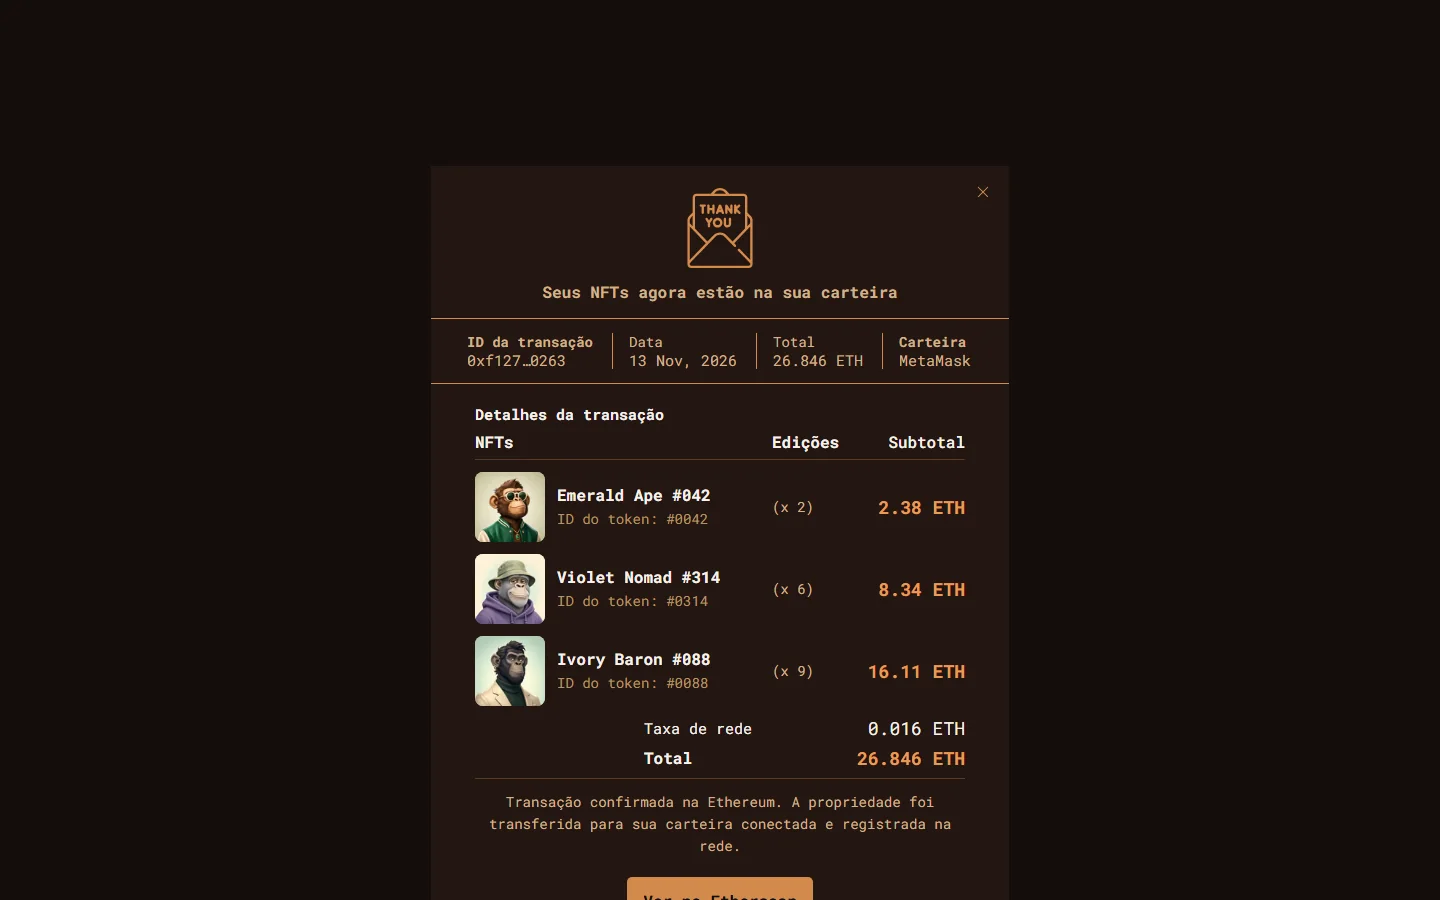 THANK
YOU
Seus NFTs agora estão na sua carteira
ID da transação
0xf127…0263
Data
13 Nov, 2026
Total
26.846 ETH
Carteira
MetaMask
Detalhes da transação
NFTs Edições Subtotal
Emerald Ape #042
ID do token: #0042
(x 2)
2.38 ETH
Violet Nomad #314
ID do token: #0314
(x 6)
8.34 ETH
Ivory Baron #088
ID do token: #0088
(x 9)
16.11 ETH
Taxa de rede 0.016 ETH
Total 26.846 ETH
Transação confirmada na Ethereum. A propriedade foi
transferida para sua carteira conectada e registrada na
rede.
Ver no Etherscan